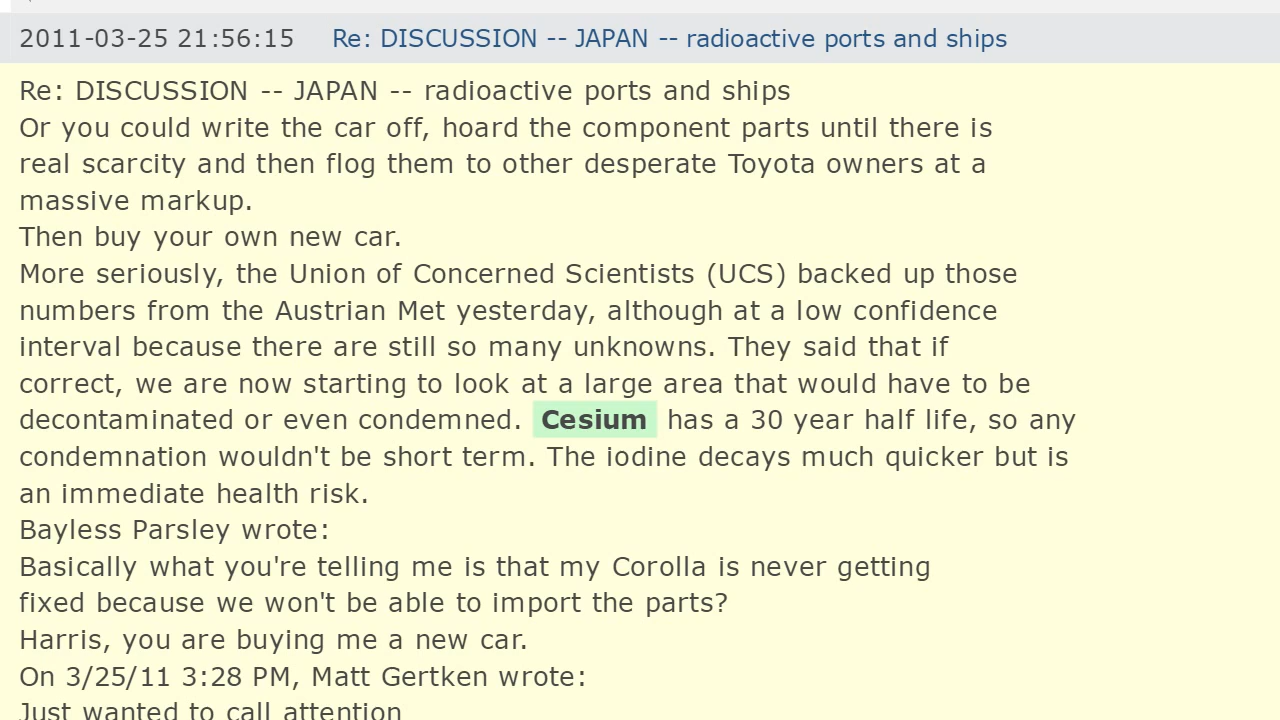 2011-03-25 21:56:15 Re: DISCUSSION -- JAPAN -- radioactive ports and ships
Re: DISCUSSION -- JAPAN -- radioactive ports and ships
Or you could write the car off, hoard the component parts until there is
real scarcity and then flog them to other desperate Toyota owners at a
massive markup.
Then buy your own new car.
More seriously, the Union of Concerned Scientists (UCS) backed up those
numbers from the Austrian Met yesterday, although at a low confidence
interval because there are still so many unknowns. They said that if
correct, we are now starting to look at a large area that would have to be
decontaminated or even condemned. Cesium has a 30 year half life, so any
condemnation wouldn't be short term. The iodine decays much quicker but is
an immediate health risk.
Bayless Parsley wrote:
Basically what you're telling me is that my Corolla is never getting
fixed because we won't be able to import the parts?
Harris, you are buying me a new car.
On 3/25/11 3:28 PM, Matt Gertken wrote:
Just wanted to call attention